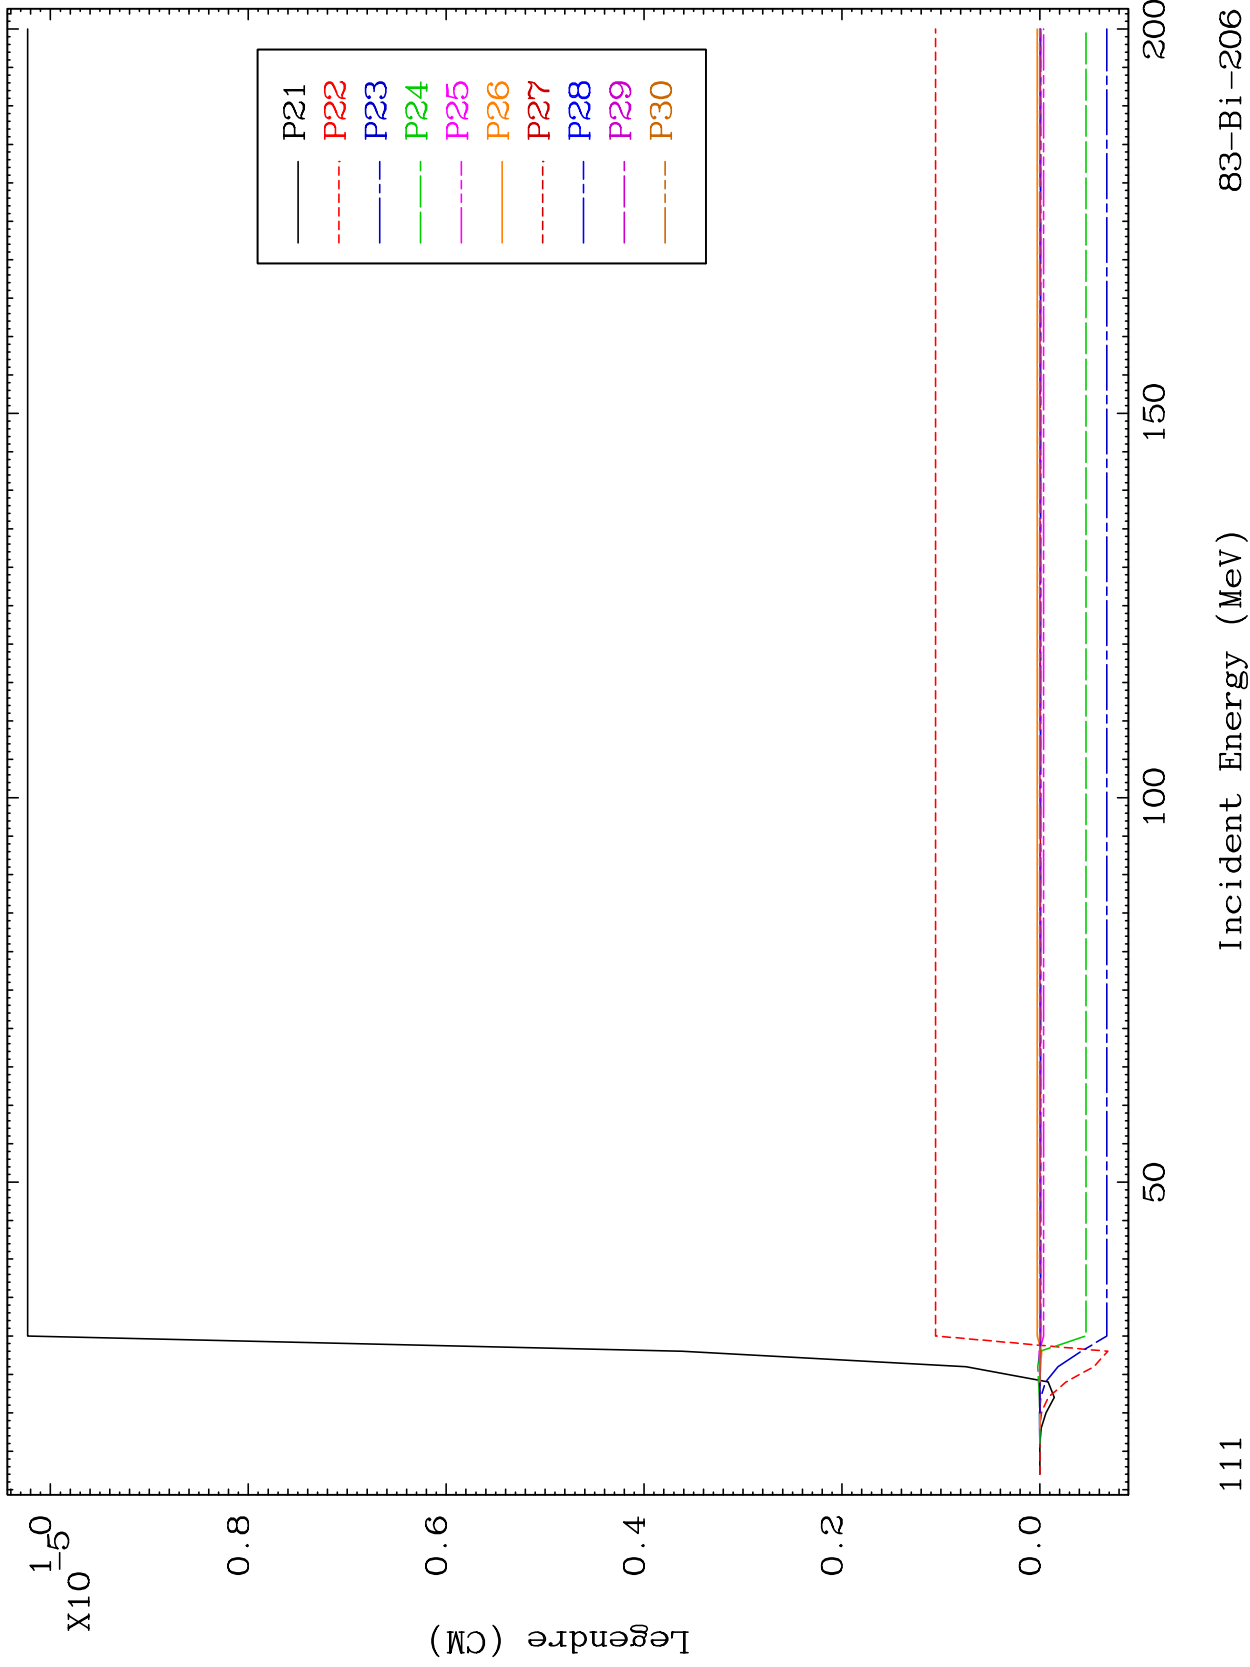 Legendre (CM)
X10-5
1.0
0.8
0.6
0.4
0.2
0.0
P21
P22
P23
P24
P25
P26
P27
P28
P29
P30
50
100
150
200
Incident Energy (MeV)
111
83-Bi-206